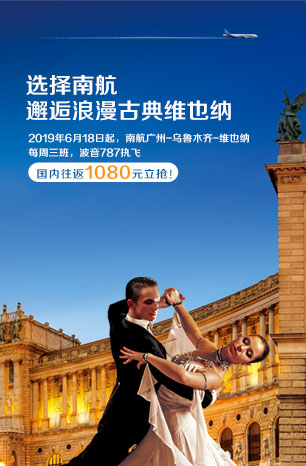 选择南航
邂逅浪漫古典维也纳
2019年6月18日起，南航广州-乌鲁木齐-维也纳
每周三班，波音787执飞
国内往返1080元立抢！